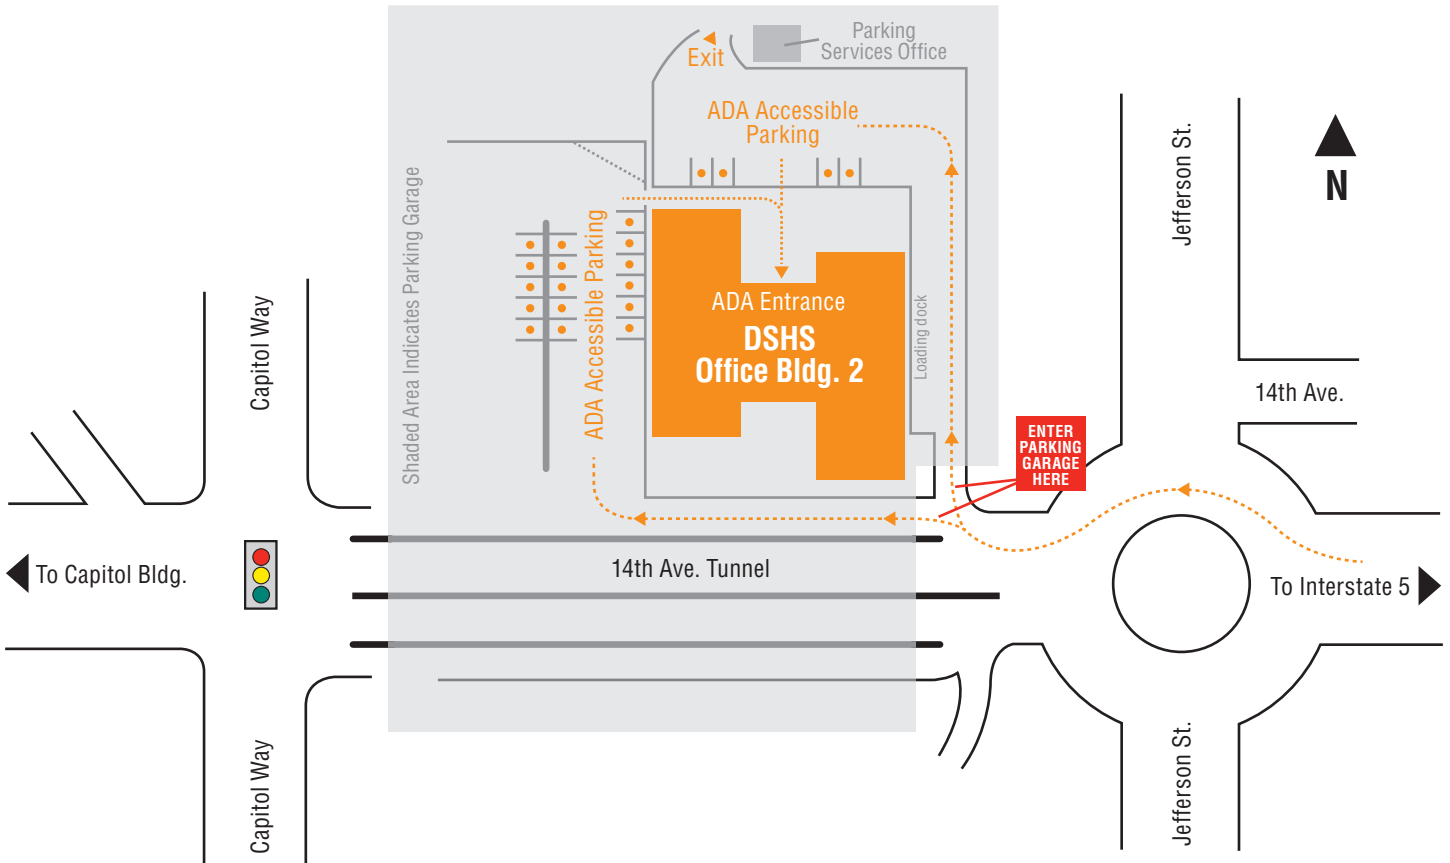 Parking
Services Office
Exit
ADA Accessible
Parking
Jefferson St.
N
Shaded Area Indicates Parking Garage
ADA Accessible Parking
Capitol Way
ADA Entrance
DSHS
Office Bldg. 2
Loading dock
14th Ave.
ENTER
PARKING
GARAGE
HERE
To Capitol Bldg.
14th Ave. Tunnel
To Interstate 5
Capitol Way
Jefferson St.